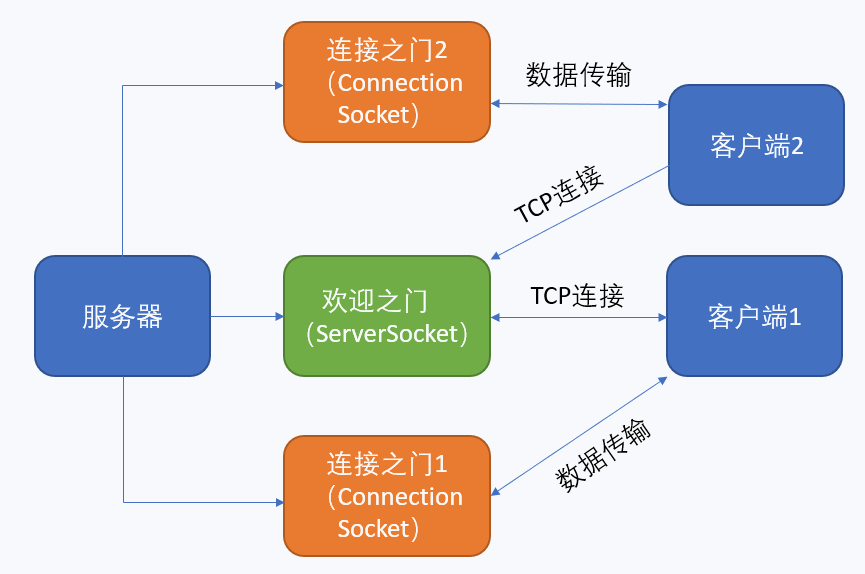 连接之门2
（Connection
Socket）
数据传输
客户端2
TCP连接
服务器
欢迎之门
（ServerSocket）
TCP连接
客户端1
连接之门1
（Connection
Socket）
数据传输